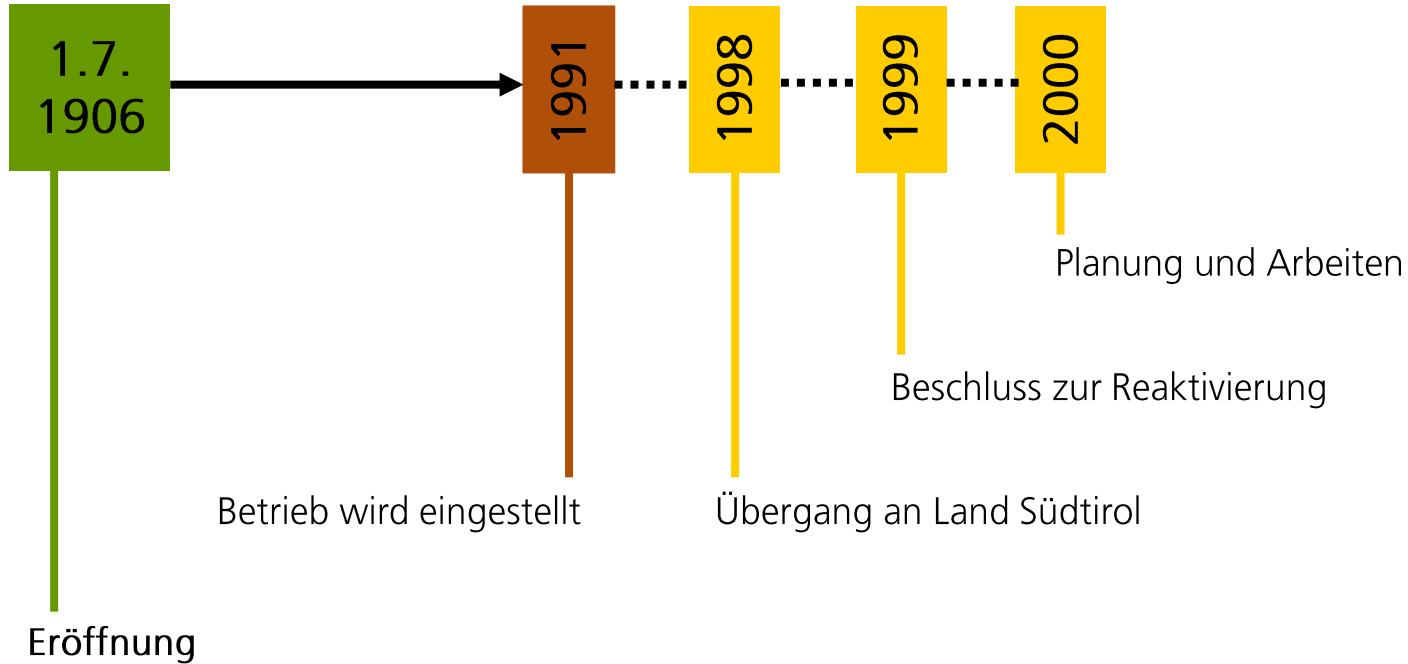 1.7.
1906
1991
1998
1999
2000
Planung und Arbeiten
Beschluss zur Reaktivierung
Betrieb wird eingestellt
Übergang an Land Südtirol
Eröffnung